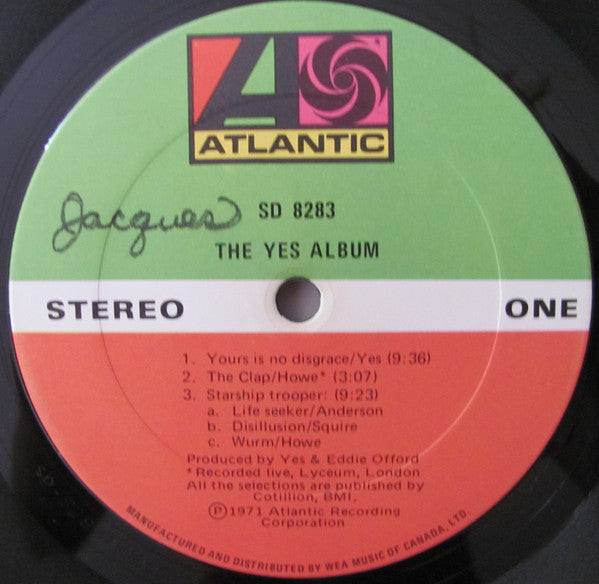 ATLANTIC
Jacques SD 8283
THE YES ALBUM
STEREO ONE
1. Yours is no disgrace/Yes (9:36)
2. The Clap/Howe* (3:07)
3. Starship trooper: (9:23)
a. Life seeker/Anderson
b. Disillusion/Squire
c. Wurm/Howe
Produced by Yes & Eddie Offord
*Recorded live, Lyceum, London
All the selections are published by
Cotillion, BMI.
Ⓟ1971 Atlantic Recording
Corporation
MANUFACTURED AND DISTRIBUTED BY WEA MUSIC OF CANADA, LTD.